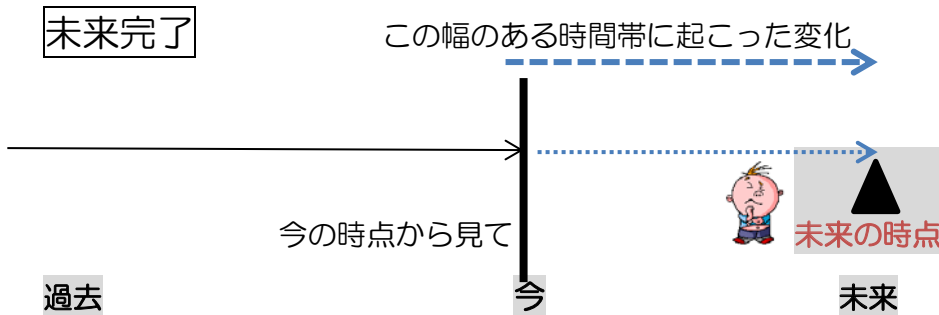 未来完了
この幅のある時間帯に起こった変化
今の時点から見て
未来の時点
過去
今
未来